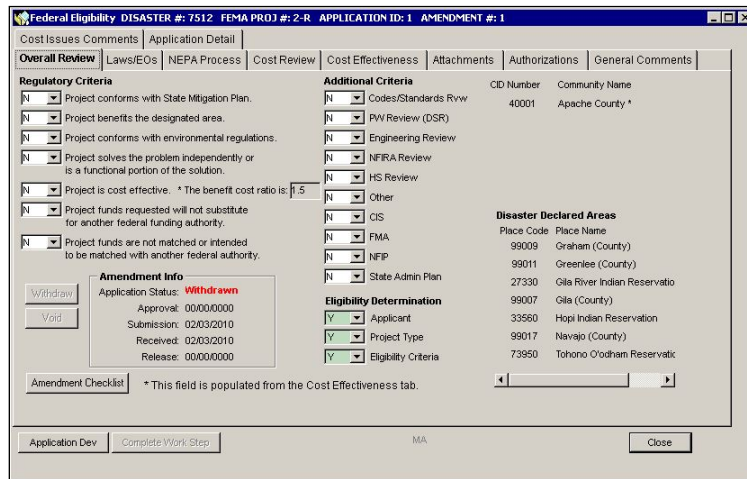 Federal Eligibility DISASTER #: 7512 FEMA PROJ #: 2-R APPLICATION ID: 1 AMENDMENT #: 1
Cost Issues Comments Application Detail
Overall Review Laws/EOs NEPA Process Cost Review Cost Effectiveness Attachments Authorizations General Comments
Regulatory Criteria
N Project conforms with State Mitigation Plan.
N Project benefits the designated area.
N Project conforms with environmental regulations.
N Project solves the problem independently or
is a functional portion of the solution.
N Project is cost effective. * The benefit cost ratio is: 1.5
N Project funds requested will not substitute
for another federal funding authority.
N Project funds are not matched or intended
to be matched with another federal authority.
Withdraw
Void
Amendment Info
Application Status: Withdrawn
Approval: 00/00/0000
Submission: 02/03/2010
Received: 02/03/2010
Release: 00/00/0000
Amendment Checklist
* This field is populated from the Cost Effectiveness tab.
Additional Criteria
N Codes/Standards Rvw
N PW Review (DSR)
N Engineering Review
N NFIRA Review
N HS Review
N Other
N CIS
N FMA
N NFIP
N State Admin Plan
Eligibility Determination
Y Applicant
Y Project Type
Y Eligibility Criteria
CID Number Community Name
40001 Apache County *
Disaster Declared Areas
Place Code Place Name
99009 Graham (County)
99011 Greenlee (County)
27330 Gila River Indian Reservatio
99007 Gila (County)
33560 Hopi Indian Reservation
99017 Navajo (County)
73950 Tohono O'odham Reservatic
Application Dev Complete Work Step MA Close